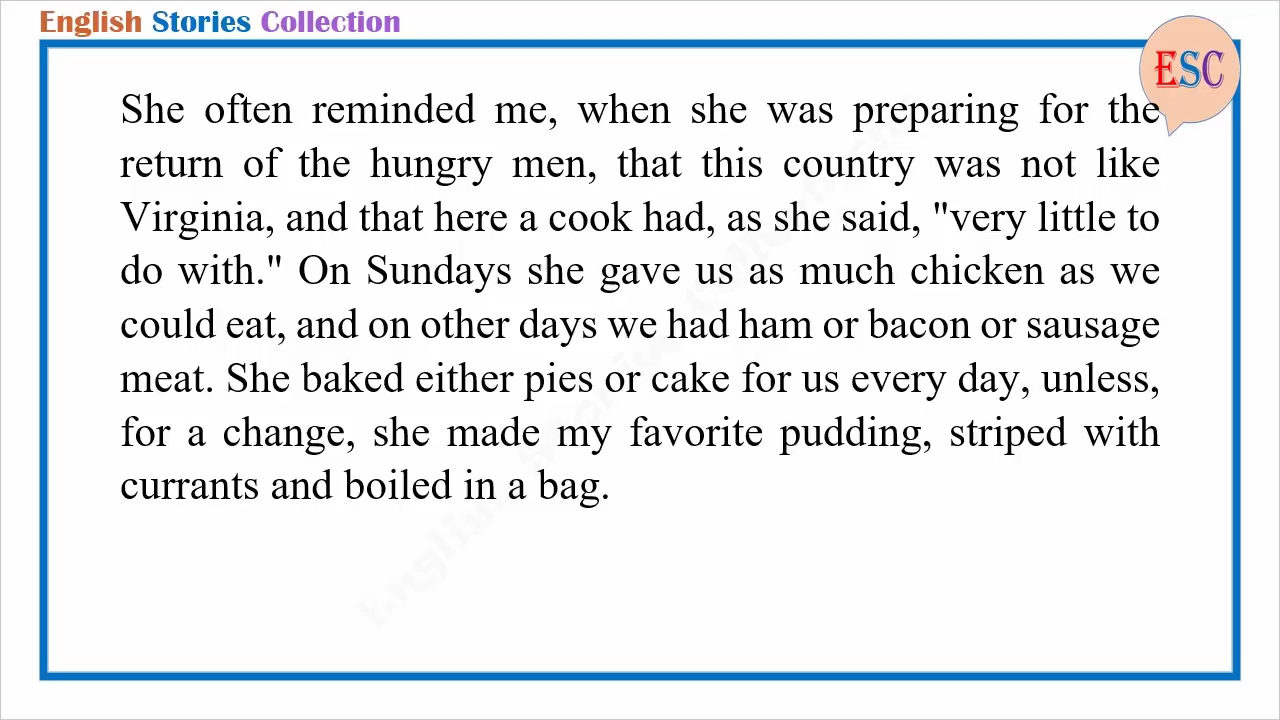 English Stories Collection
ESC
She often reminded me, when she was preparing for the
return of the hungry men, that this country was not like
Virginia, and that here a cook had, as she said, "very little to
do with." On Sundays she gave us as much chicken as we
could eat, and on other days we had ham or bacon or sausage
meat. She baked either pies or cake for us every day, unless,
for a change, she made my favorite pudding, striped with
currants and boiled in a bag.